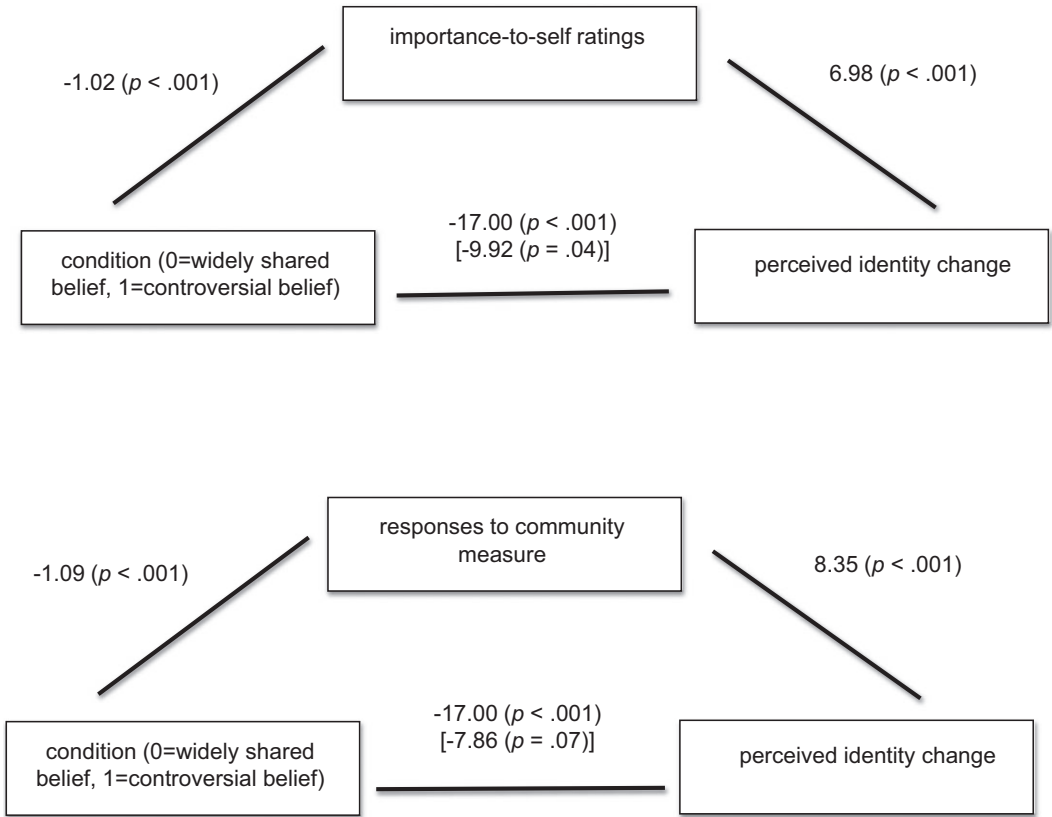 importance-to-self ratings
-1.02 (p < .001)
6.98 (p < .001)
-17.00 (p < .001)
[-9.92 (p = .04)]
condition (0=widely shared
belief, 1=controversial belief)
perceived identity change
responses to community
measure
-1.09 (p < .001)
8.35 (p < .001)
-17.00 (p < .001)
[-7.86 (p = .07)]
condition (0=widely shared
belief, 1=controversial belief)
perceived identity change